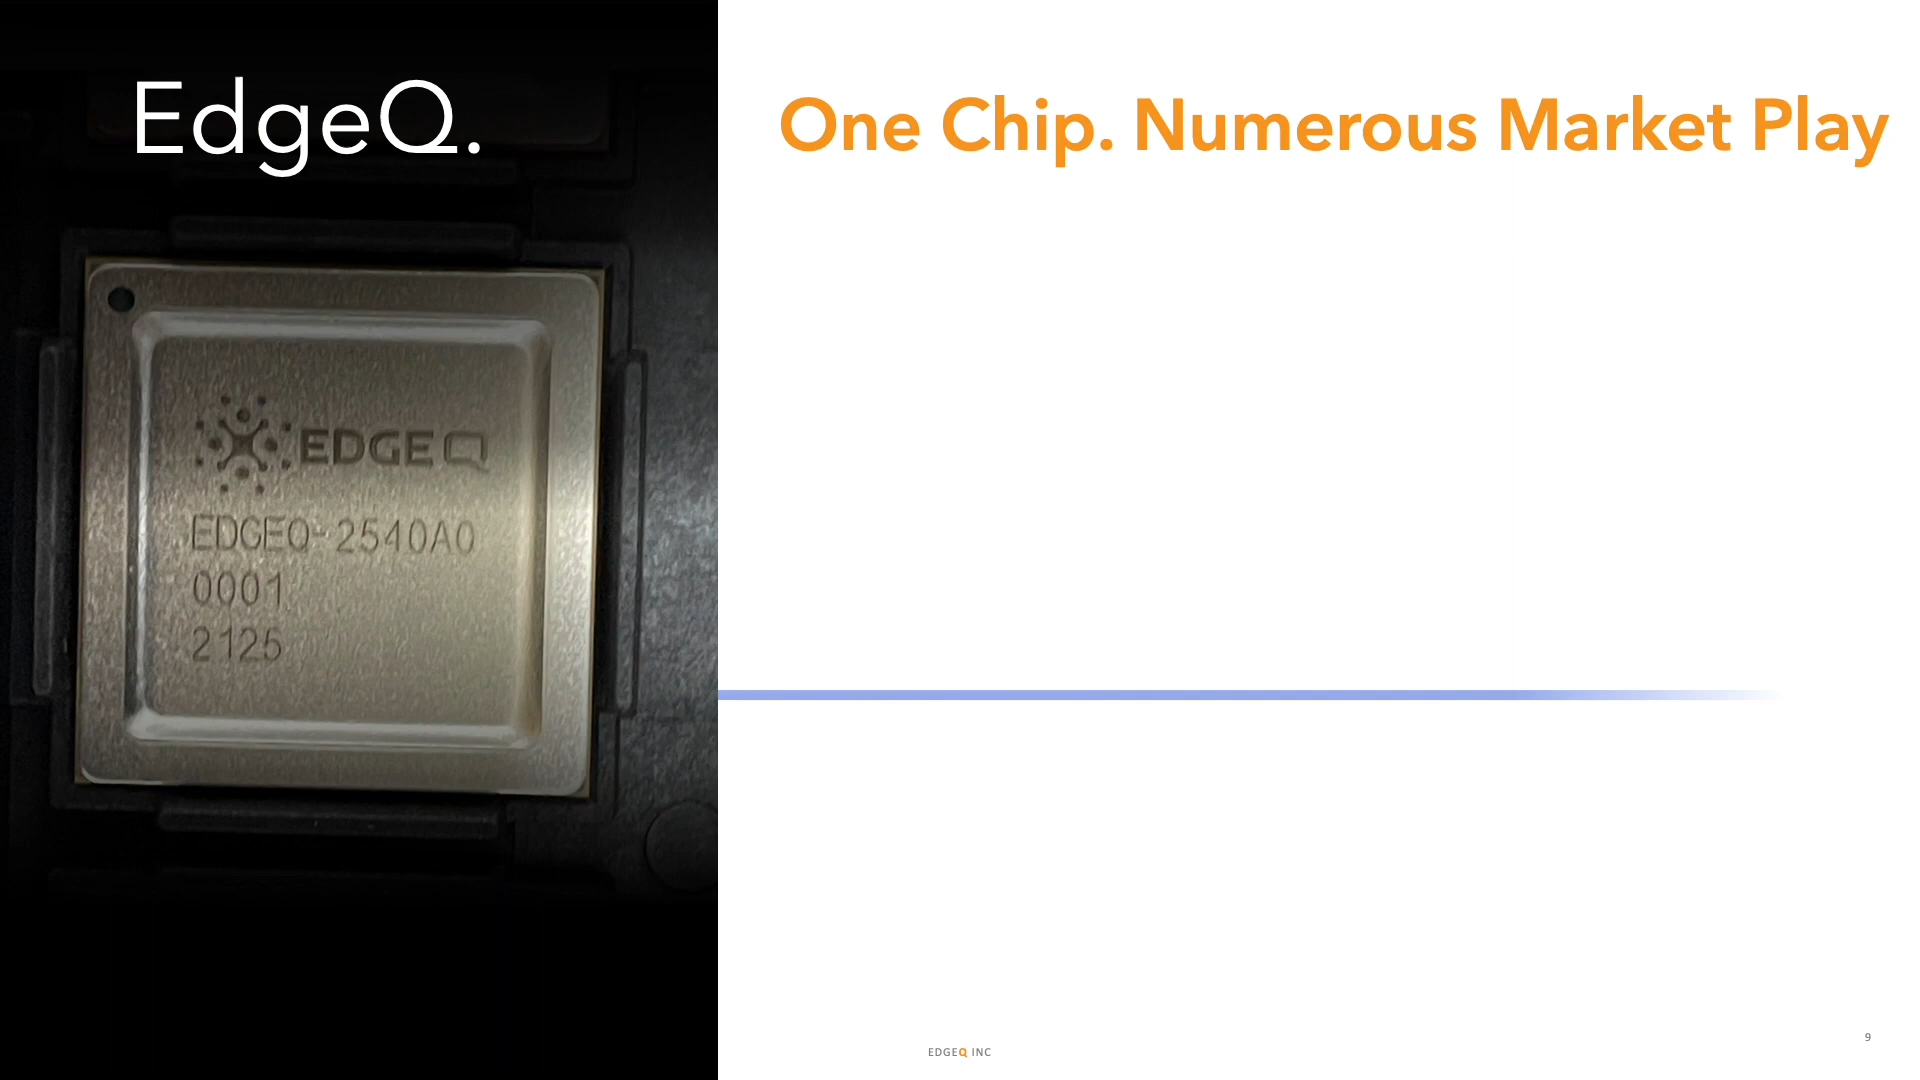 EdgeQ.
One Chip. Numerous Market Play
EDGEQ
EDGEQ-2540A0
0001
2125
EDGEQ INC
9